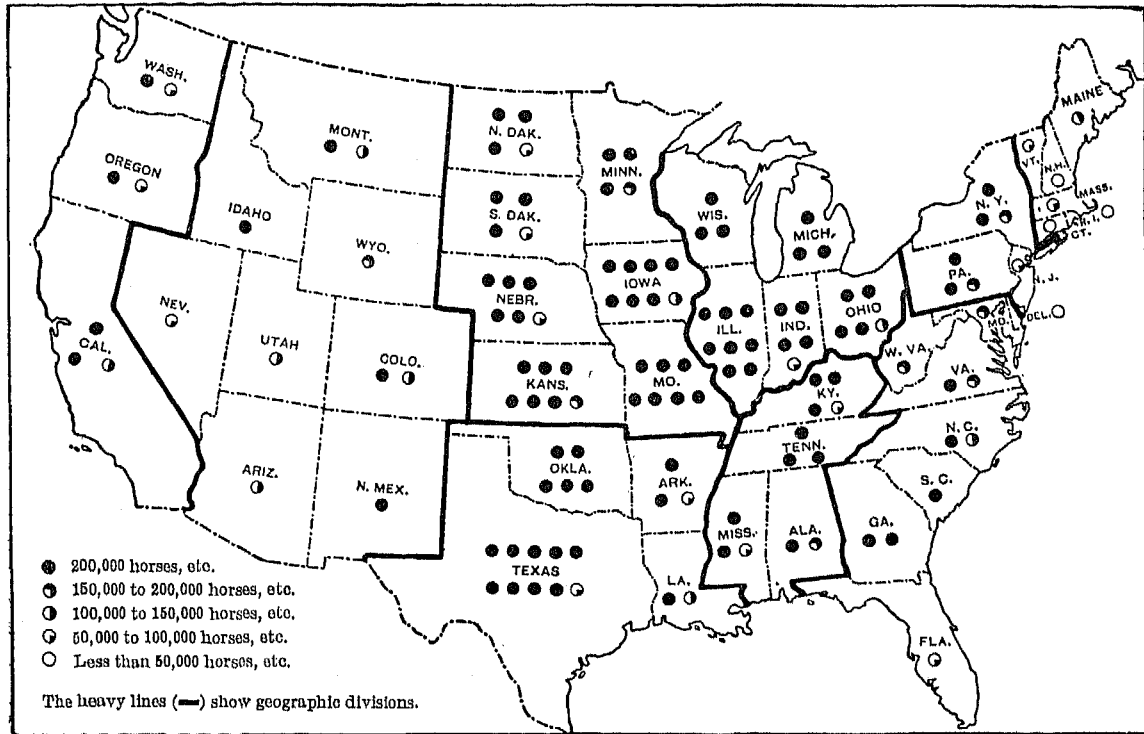 WASH.
MONT.
N. DAK.
MINN.
MAINE
OREGON
IDAHO
S. DAK.
WIS.
MICH.
N. Y.
VT.
N.H.
MASS.
R. I.
CT.
WYO.
NEBR.
IOWA
PA.
N. J.
NEV.
UTAH
COLO.
ILL.
IND.
OHIO
MD.
DEL.
CAL.
KANS.
MO.
W. VA.
VA.
KY.
ARIZ.
N. MEX.
OKLA.
ARK.
TENN.
N. C.
S. C.
TEXAS
LA.
MISS.
ALA.
GA.
FLA.
200,000 horses, etc.
150,000 to 200,000 horses, etc.
100,000 to 150,000 horses, etc.
50,000 to 100,000 horses, etc.
Less than 50,000 horses, etc.
The heavy lines (━) show geographic divisions.